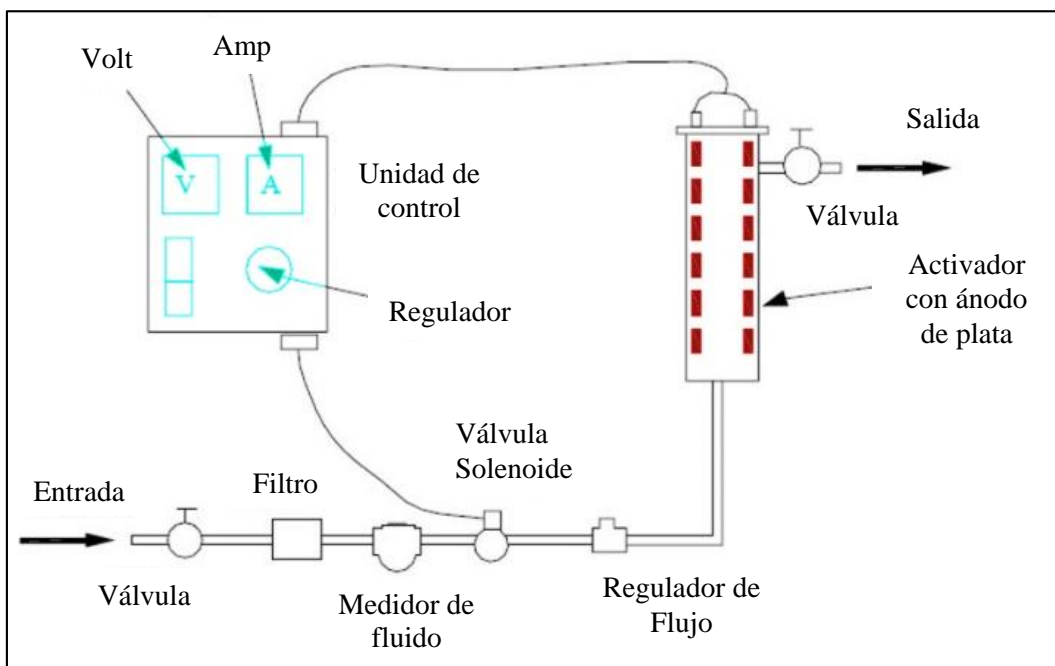 Amp
Volt
Salida
Unidad de
control
V
A
Válvula
Activador
con ánodo
de plata
Regulador
Válvula
Solenoide
Entrada
Filtro
Válvula
Medidor de
fluido
Regulador de
Flujo